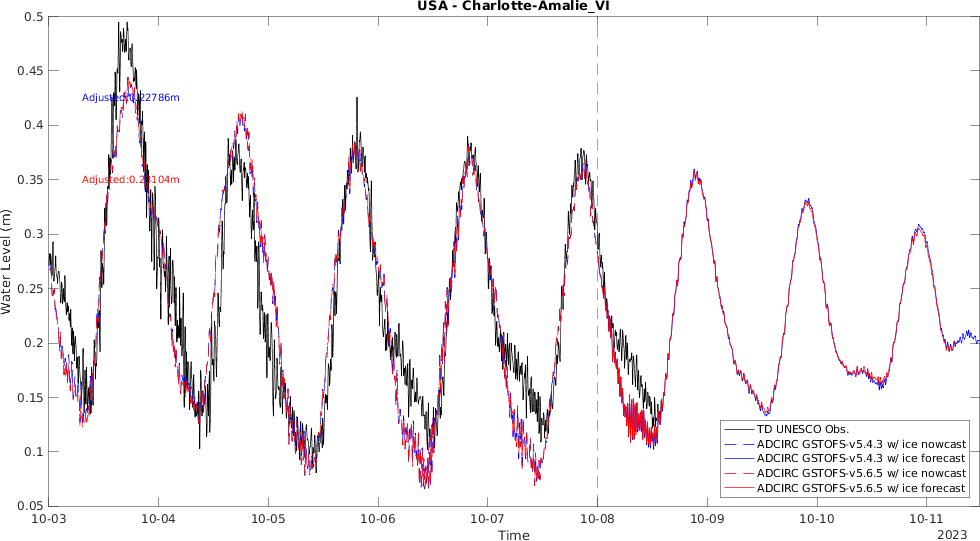 USA - Charlotte-Amalie_VI
0.5
0.45
0.4
0.35
0.3
0.25
0.2
0.15
0.1
0.05
Water Level (m)
Adjusted:0.22786m
Adjusted:0.23104m
TD UNESCO Obs.
ADCIRC GSTOFS-v5.4.3 w/ ice nowcast
ADCIRC GSTOFS-v5.4.3 w/ ice forecast
ADCIRC GSTOFS-v5.6.5 w/ ice nowcast
ADCIRC GSTOFS-v5.6.5 w/ ice forecast
10-03 10-04 10-05 10-06 10-07 10-08 10-09 10-10 10-11
Time
2023